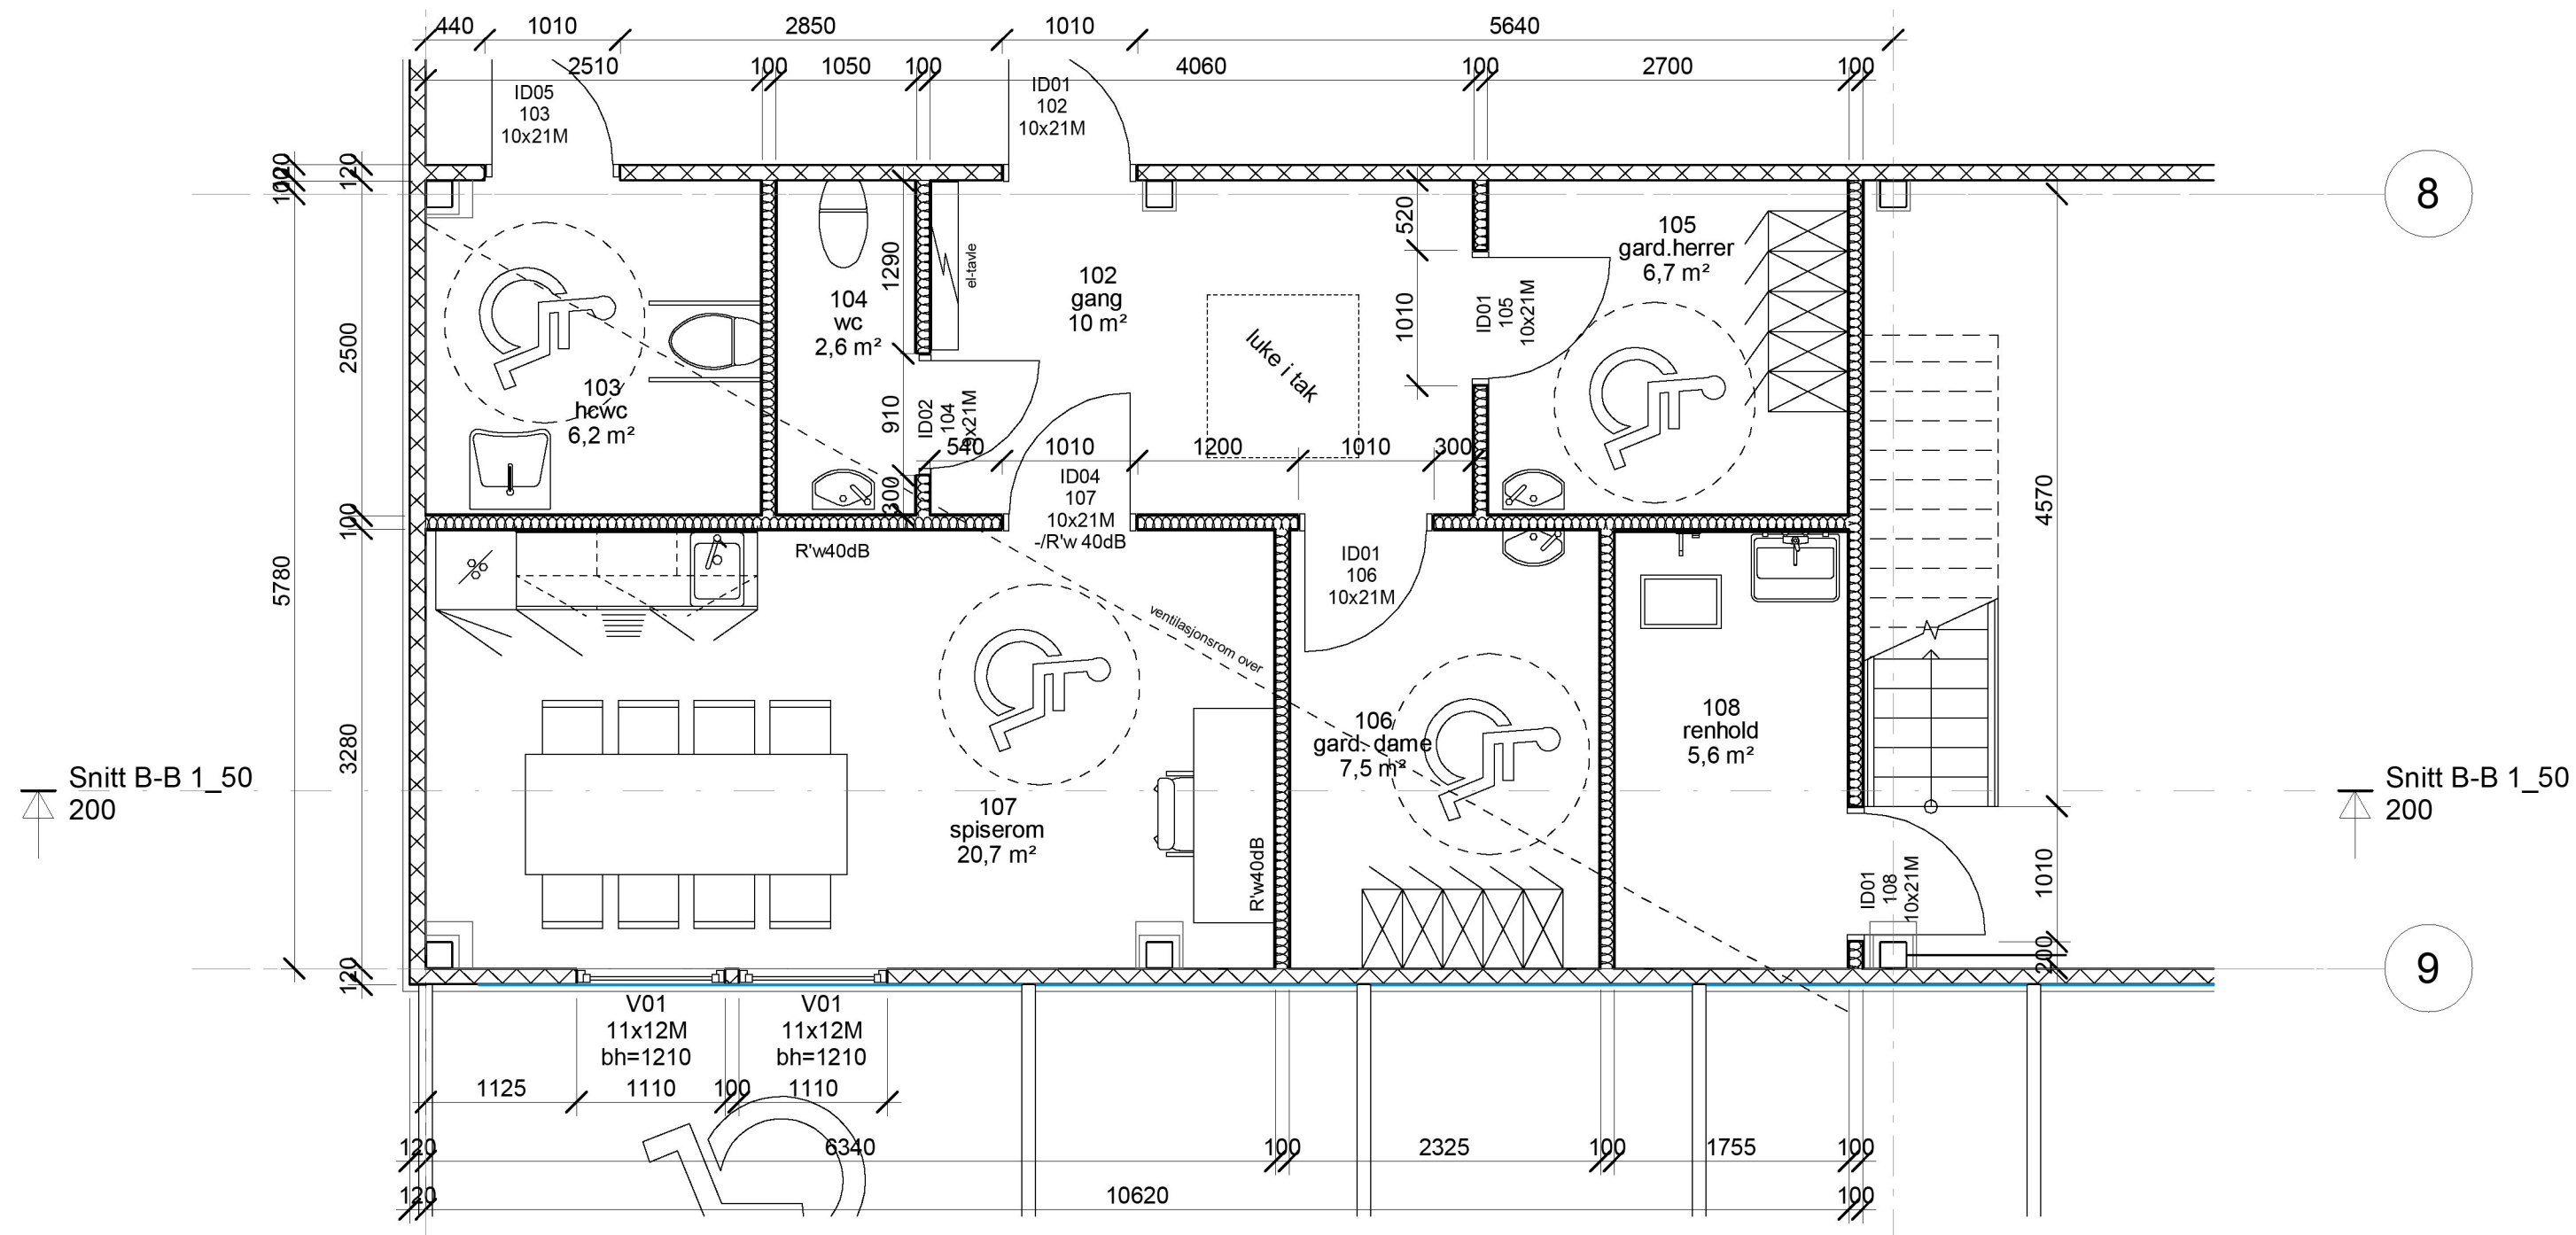 440 1010 2850 1010 5640
2510 100 1050 100 4060 100 2700 100
ID05
103
10x21M
ID01
102
10x21M
120
100
120
2500
100
5780
3280
120
8
9
520
1010
1290
910
300
el-tavle
102
gang
10 m²
luke i tak
ID01
105
10x21M
105
gard.herrer
6,7 m²
104
wc
2,6 m²
103
hcwc
6,2 m²
ID02
104
9x21M
540 1010 1200 1010 300
ID04
107
10x21M
-/R'w 40dB
R'w40dB
ID01
106
10x21M
ventilasjonsrom over
4570
1010
200
106
gard. dame
7,5 m²
108
renhold
5,6 m²
107
spiserom
20,7 m²
R'w40dB
ID01
108
10x21M
Snitt B-B 1_50
200
Snitt B-B 1_50
200
V01
11x12M
bh=1210
V01
11x12M
bh=1210
1125 1110 100 1110
120 6340 100 2325 100 1755 100
120 10620 100